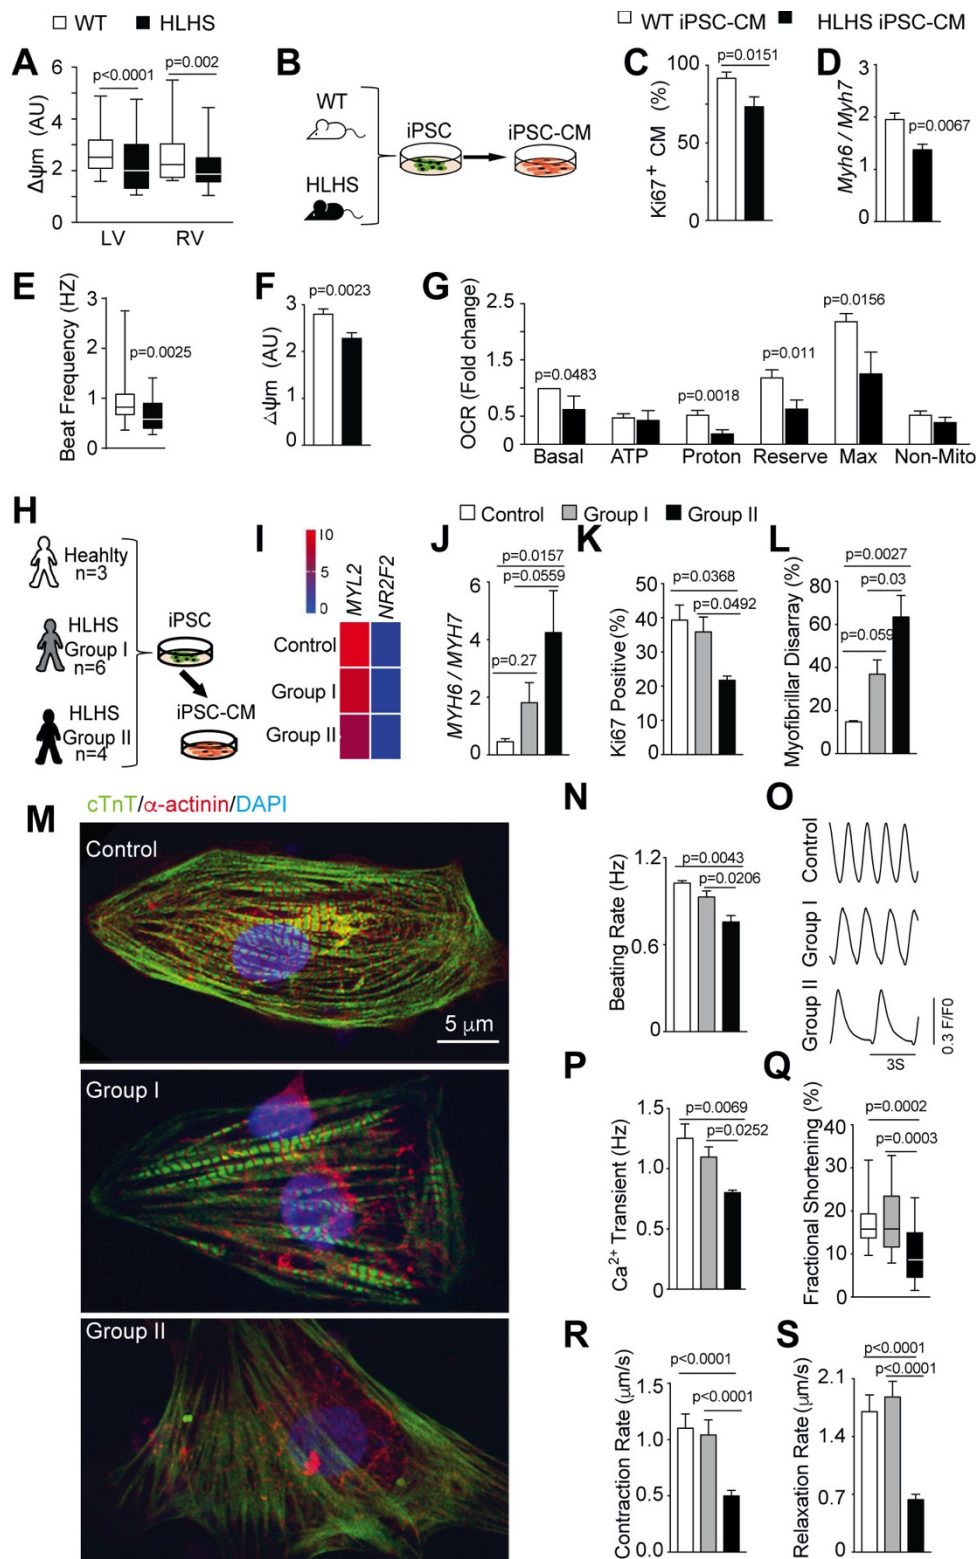 WT HLHS
WT iPSC-CM HLHS iPSC-CM
A
p<0.0001
p=0.002
6
4
2
0
Δψm (AU)
LV RV
B
WT
HLHS
iPSC
iPSC-CM
C
p=0.0151
100
50
0
Ki67+ CM (%)
D
3
2
1
0
Myh6 / Myh7
p=0.0067
E
3
2
1
0
Beat Frequency (HZ)
p=0.0025
F
p=0.0023
3
2
1
0
Δψm (AU)
G
2.5
1.5
0.5
0
OCR (Fold change)
p=0.0483
p=0.0018
p=0.011
p=0.0156
Basal ATP Proton Reserve Max Non-Mito
H
Heahlty
n=3
HLHS
Group I
n=6
HLHS
Group II
n=4
iPSC
iPSC-CM
I
10
5
0
MYL2
NR2F2
Control
Group I
Group II
Control Group I Group II
J
p=0.0157
p=0.0559
p=0.27
6
4
2
0
MYH6 / MYH7
K
p=0.0368
p=0.0492
50
40
30
20
10
0
Ki67 Positive (%)
L
p=0.0027
p=0.03
p=0.059
80
60
40
20
0
Myofibrillar Disarray (%)
M
cTnT/α-actinin/DAPI
Control
5 μm
Group I
Group II
N
1.2
0.6
0
Beating Rate (Hz)
p=0.0043
p=0.0206
O
Control
Group I
Group II
0.3 F/F0
3S
P
1.5
1.0
0.5
0
Ca2+ Transient (Hz)
p=0.0069
p=0.0252
Q
p=0.0002
p=0.0003
40
30
20
10
0
Fractional Shortening (%)
R
p<0.0001
p<0.0001
1.5
1.0
0.5
0
Contraction Rate (μm/s)
S
p<0.0001
p<0.0001
2.1
1.4
0.7
0
Relaxation Rate (μm/s)